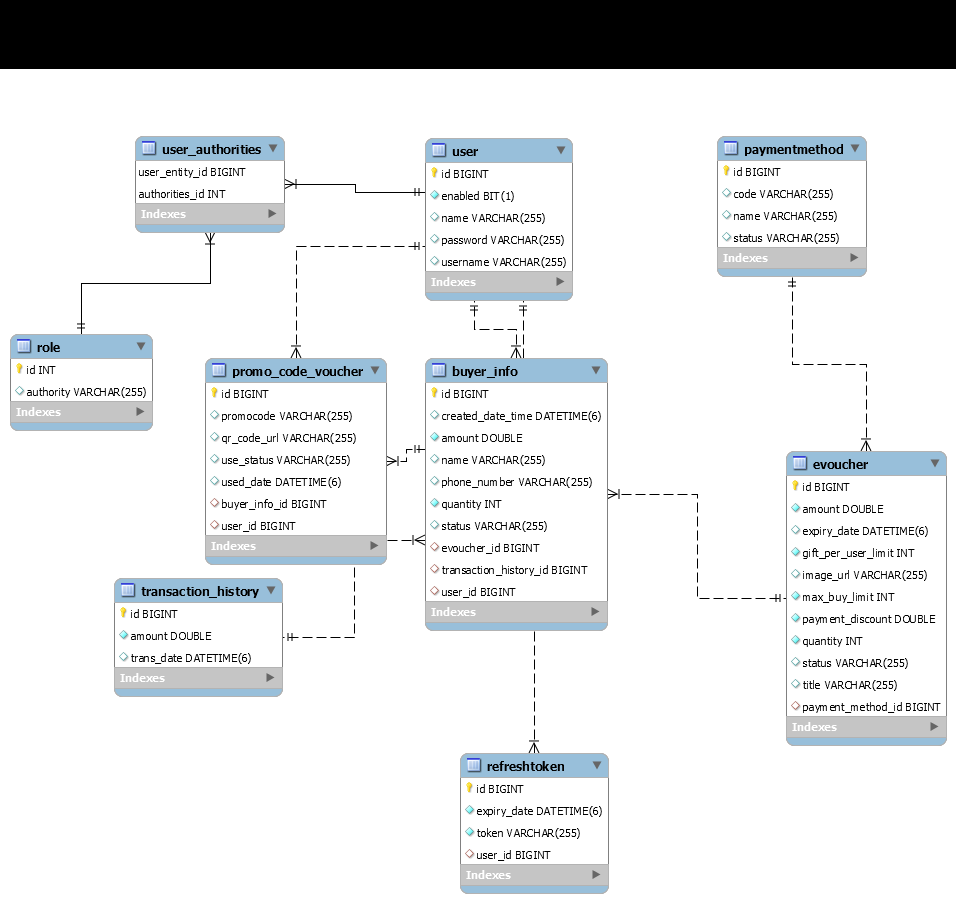 user_authorities
user_entity_id BIGINT
authorities_id INT
Indexes
user
id BIGINT
enabled BIT(1)
name VARCHAR(255)
password VARCHAR(255)
username VARCHAR(255)
Indexes
paymentmethod
id BIGINT
code VARCHAR(255)
name VARCHAR(255)
status VARCHAR(255)
Indexes
role
id INT
authority VARCHAR(255)
Indexes
promo_code_voucher
id BIGINT
promocode VARCHAR(255)
qr_code_url VARCHAR(255)
use_status VARCHAR(255)
used_date DATETIME(6)
buyer_info_id BIGINT
user_id BIGINT
Indexes
buyer_info
id BIGINT
created_date_time DATETIME(6)
amount DOUBLE
name VARCHAR(255)
phone_number VARCHAR(255)
quantity INT
status VARCHAR(255)
evoucher_id BIGINT
transaction_history_id BIGINT
user_id BIGINT
Indexes
evoucher
id BIGINT
amount DOUBLE
expiry_date DATETIME(6)
gift_per_user_limit INT
image_url VARCHAR(255)
max_buy_limit INT
payment_discount DOUBLE
quantity INT
status VARCHAR(255)
title VARCHAR(255)
payment_method_id BIGINT
Indexes
transaction_history
id BIGINT
amount DOUBLE
trans_date DATETIME(6)
Indexes
refreshtoken
id BIGINT
expiry_date DATETIME(6)
token VARCHAR(255)
user_id BIGINT
Indexes